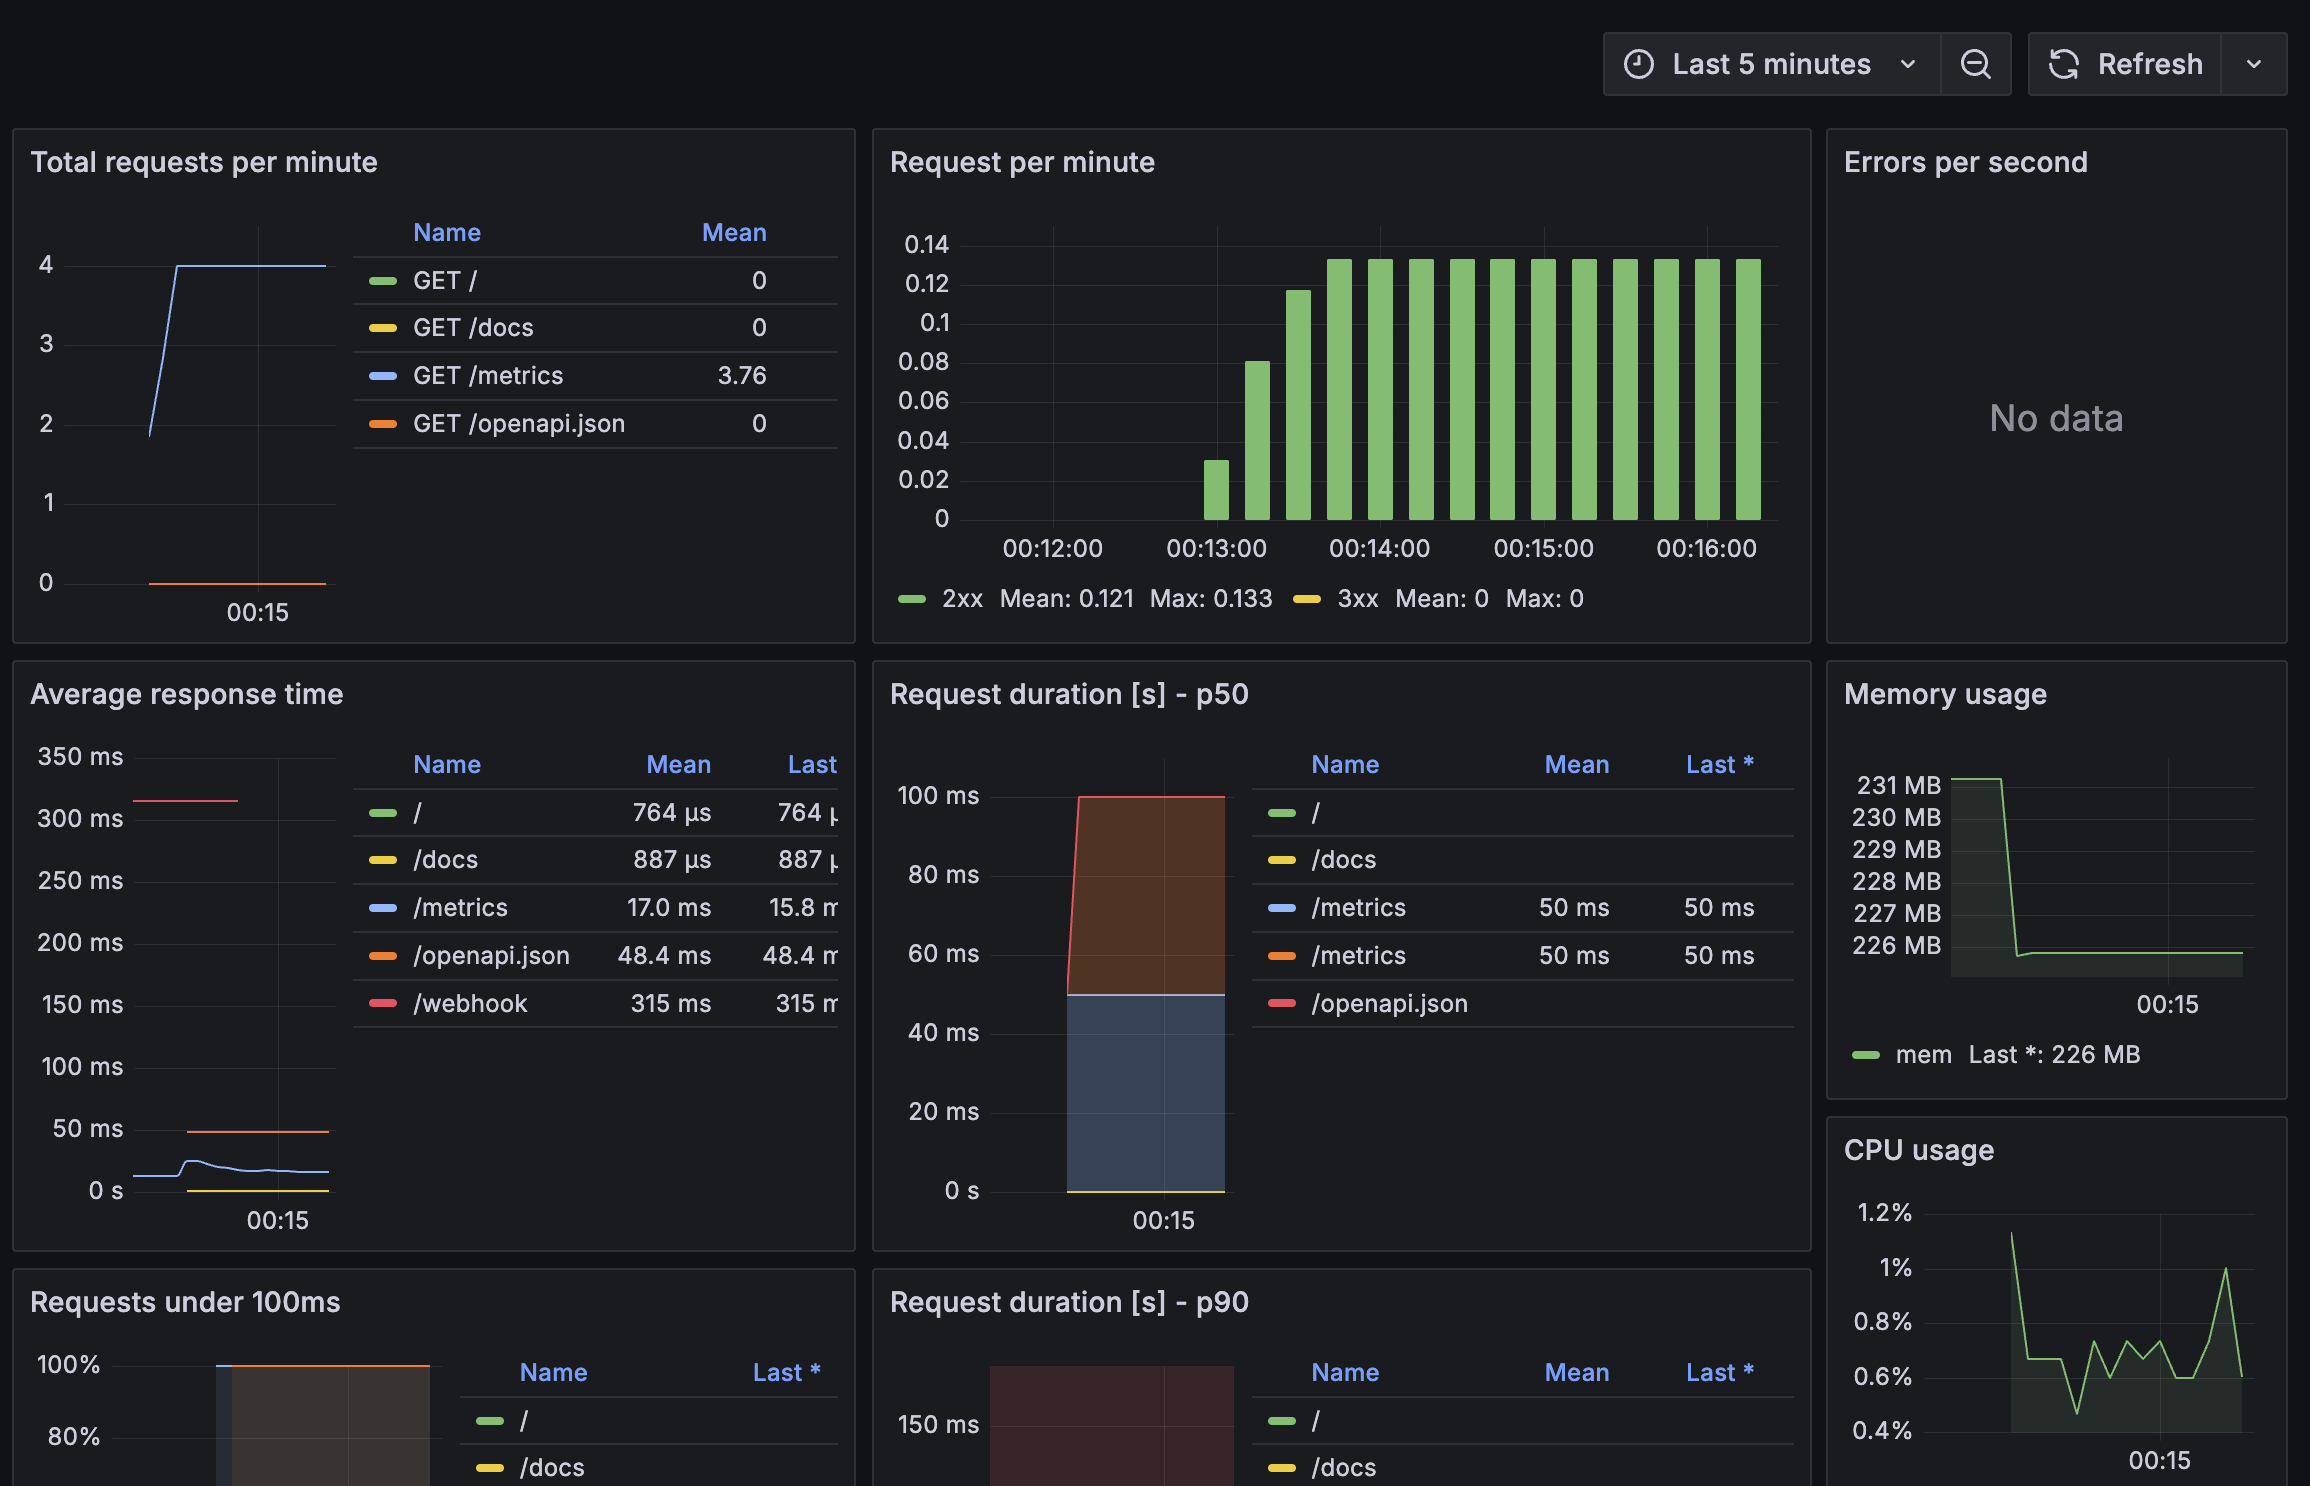 Last 5 minutes
Refresh
Total requests per minute
Name Mean
GET / 0
GET /docs 0
GET /metrics 3.76
GET /openapi.json 0
4
3
2
1
0
00:15
Request per minute
0.14
0.12
0.1
0.08
0.06
0.04
0.02
0
00:12:00 00:13:00 00:14:00 00:15:00 00:16:00
2xx Mean: 0.121 Max: 0.133 3xx Mean: 0 Max: 0
Errors per second
No data
Average response time
350 ms
300 ms
250 ms
200 ms
150 ms
100 ms
50 ms
0 s
00:15
Name Mean Last
/ 764 µs 764 µ
/docs 887 µs 887 µ
/metrics 17.0 ms 15.8 m
/openapi.json 48.4 ms 48.4 m
/webhook 315 ms 315 m
Request duration [s] - p50
100 ms
80 ms
60 ms
40 ms
20 ms
0 s
00:15
Name Mean Last *
/
/docs
/metrics 50 ms 50 ms
/metrics 50 ms 50 ms
/openapi.json
Memory usage
231 MB
230 MB
229 MB
228 MB
227 MB
226 MB
00:15
mem Last *: 226 MB
CPU usage
1.2%
1%
0.8%
0.6%
0.4%
00:15
Requests under 100ms
100%
80%
Name Last *
/
/docs
Request duration [s] - p90
150 ms
Name Mean Last *
/
/docs